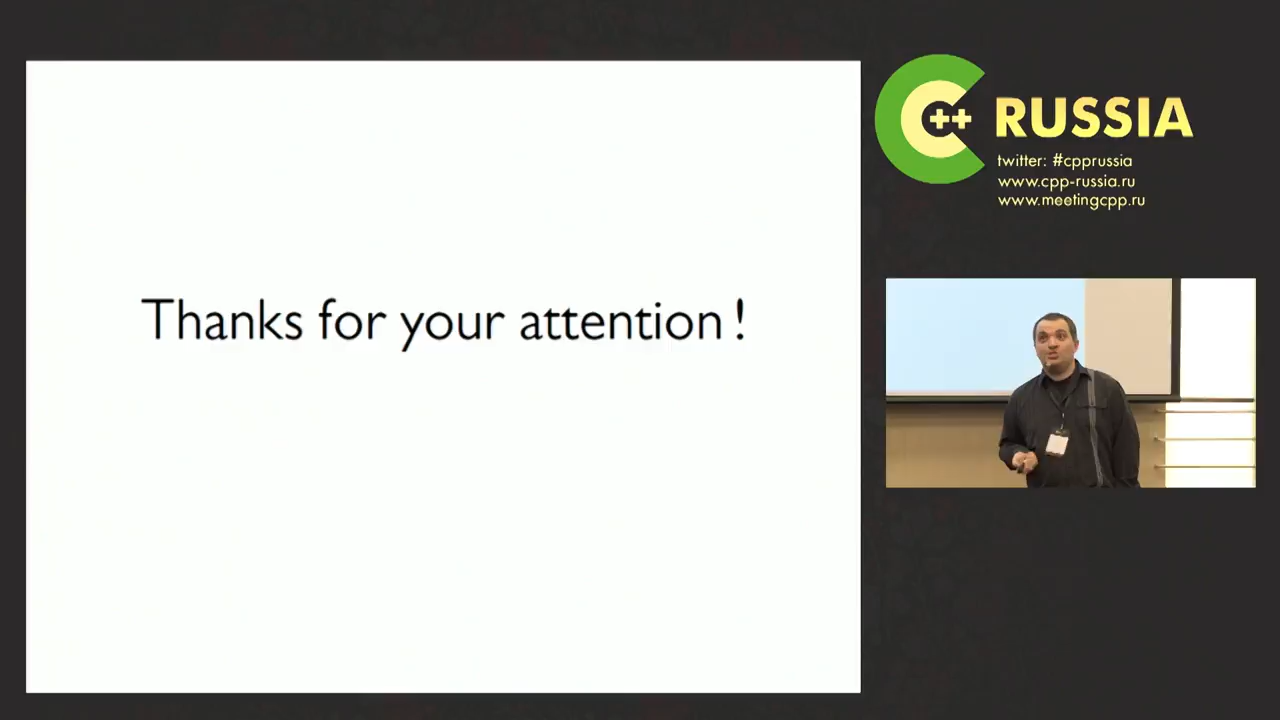 Thanks for your attention !
C++ RUSSIA
twitter: #cpprussia
www.cpp-russia.ru
www.meetingcpp.ru